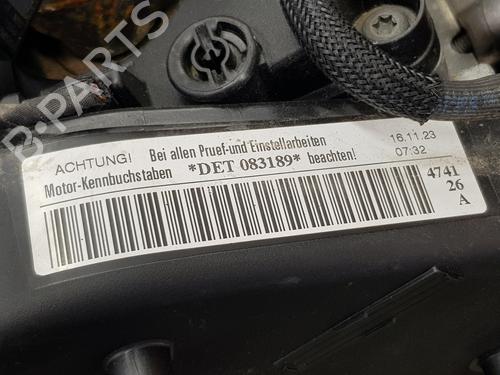 B-PARTS
ACHTUNG! Bei allen Pruef-und Einstellarbeiten 16.11.23
Motor-Kennbuchstaben *DET 083189* beachten! 07:32
4741
26
A